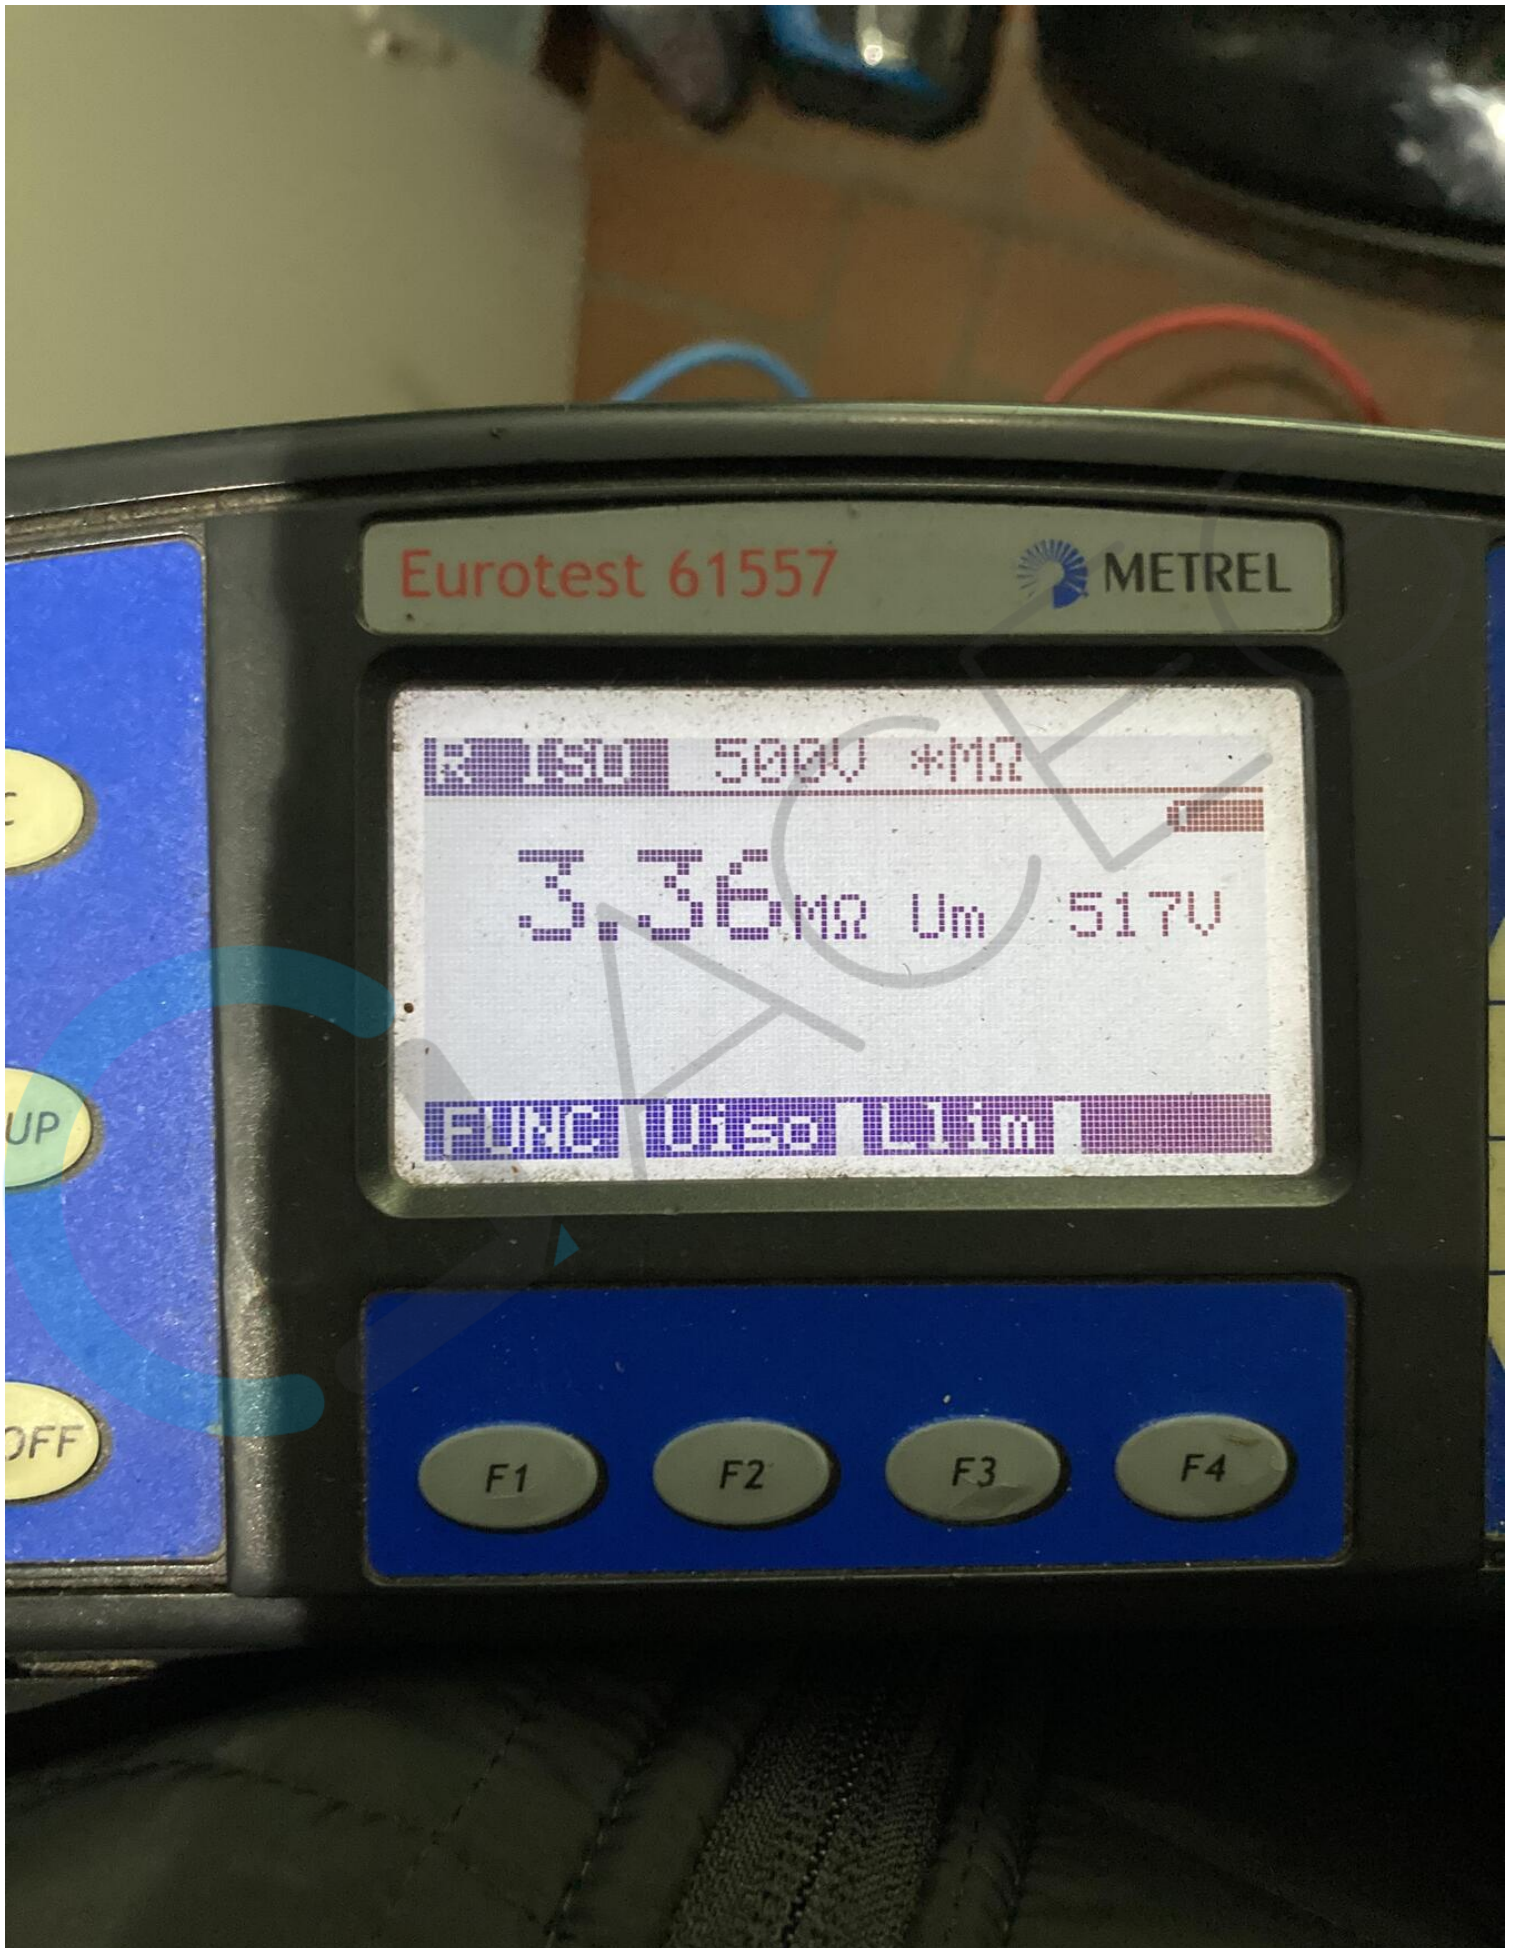 Eurotest 61557 METREL
R ISO 500V *MΩ
3.36MΩ Um 517V
FUNC Uiso Llim
C
UP
OFF
F1 F2 F3 F4